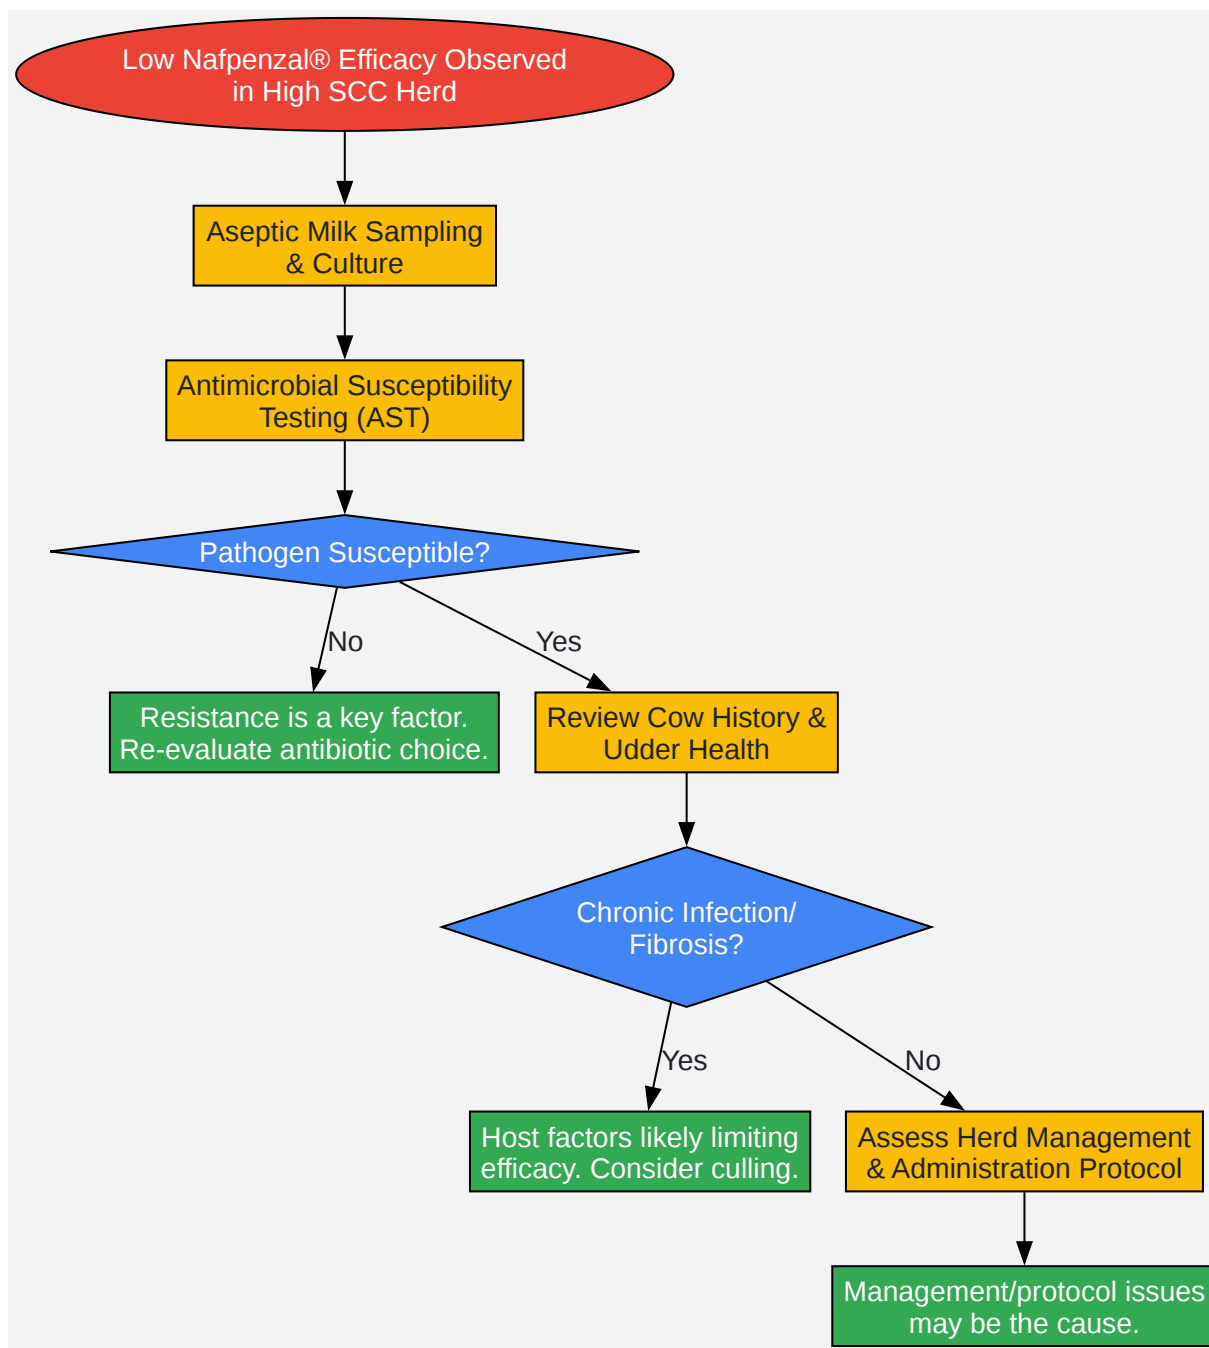 Low Nafpenzal® Efficacy Observed
in High SCC Herd
Aseptic Milk Sampling
& Culture
Antimicrobial Susceptibility
Testing (AST)
Pathogen Susceptible?
No
Yes
Resistance is a key factor.
Re-evaluate antibiotic choice.
Review Cow History &
Udder Health
Chronic Infection/
Fibrosis?
Yes
No
Host factors likely limiting
efficacy. Consider culling.
Assess Herd Management
& Administration Protocol
Management/protocol issues
may be the cause.